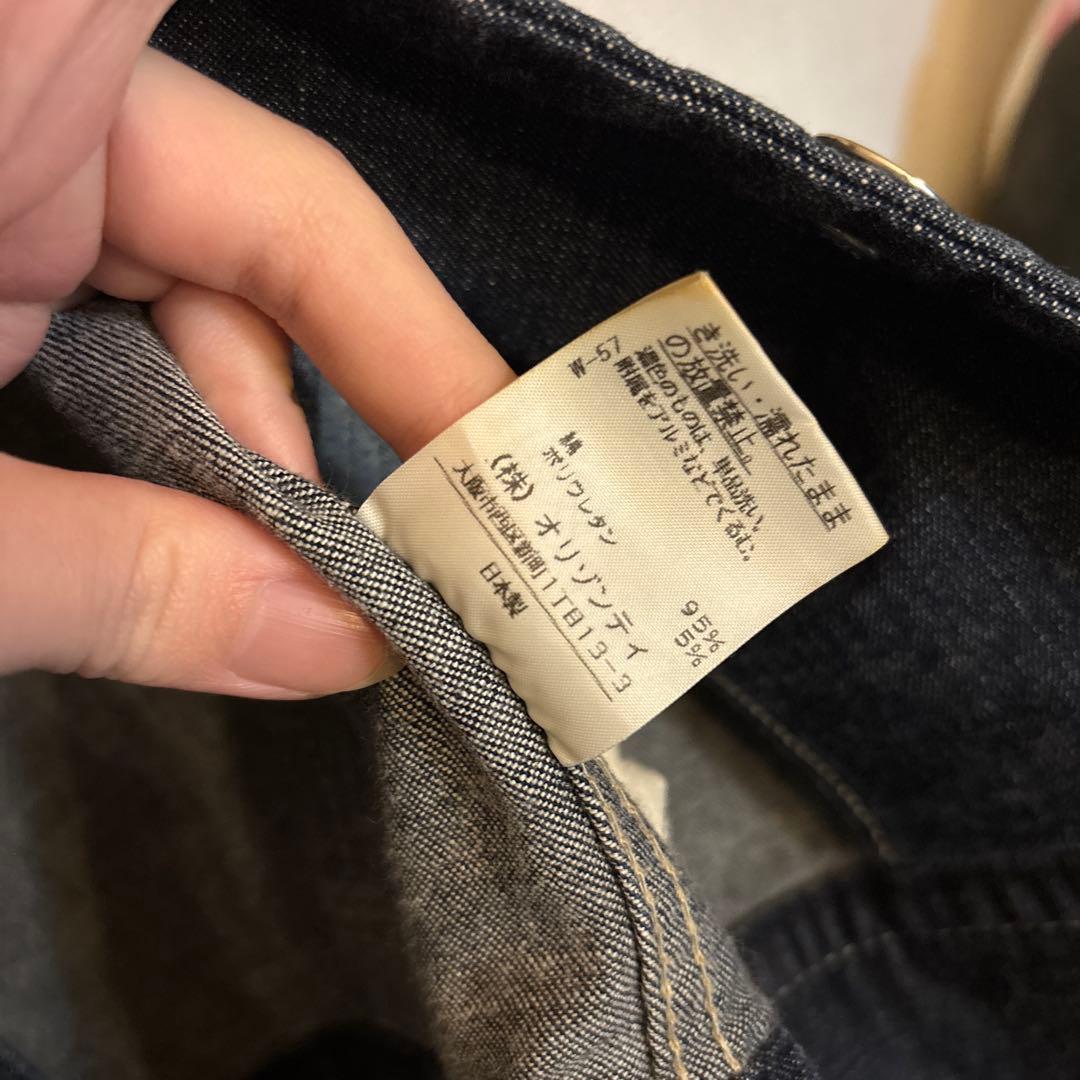 き洗い・濡れたまま
の放置禁止。
濃色のものは、単品洗い。
附属をアルミなどでくるむ。
綿 95%
ポリウレタン 5%
(株) オリゾンティ
大阪市西区新町1丁目13-3
日本製